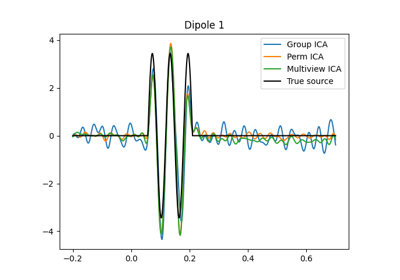 Dipole 1
Group ICA
Perm ICA
Multiview ICA
True source
4
2
0
−2
−4
−0.2
0.0
0.2
0.4
0.6